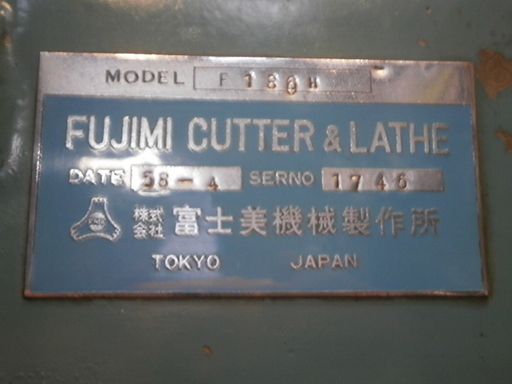 MODEL F 180H
FUJIMI CUTTER & LATHE
DATE 58-4 SERNO 1746
株式会社 富士美機械製作所
TOKYO JAPAN